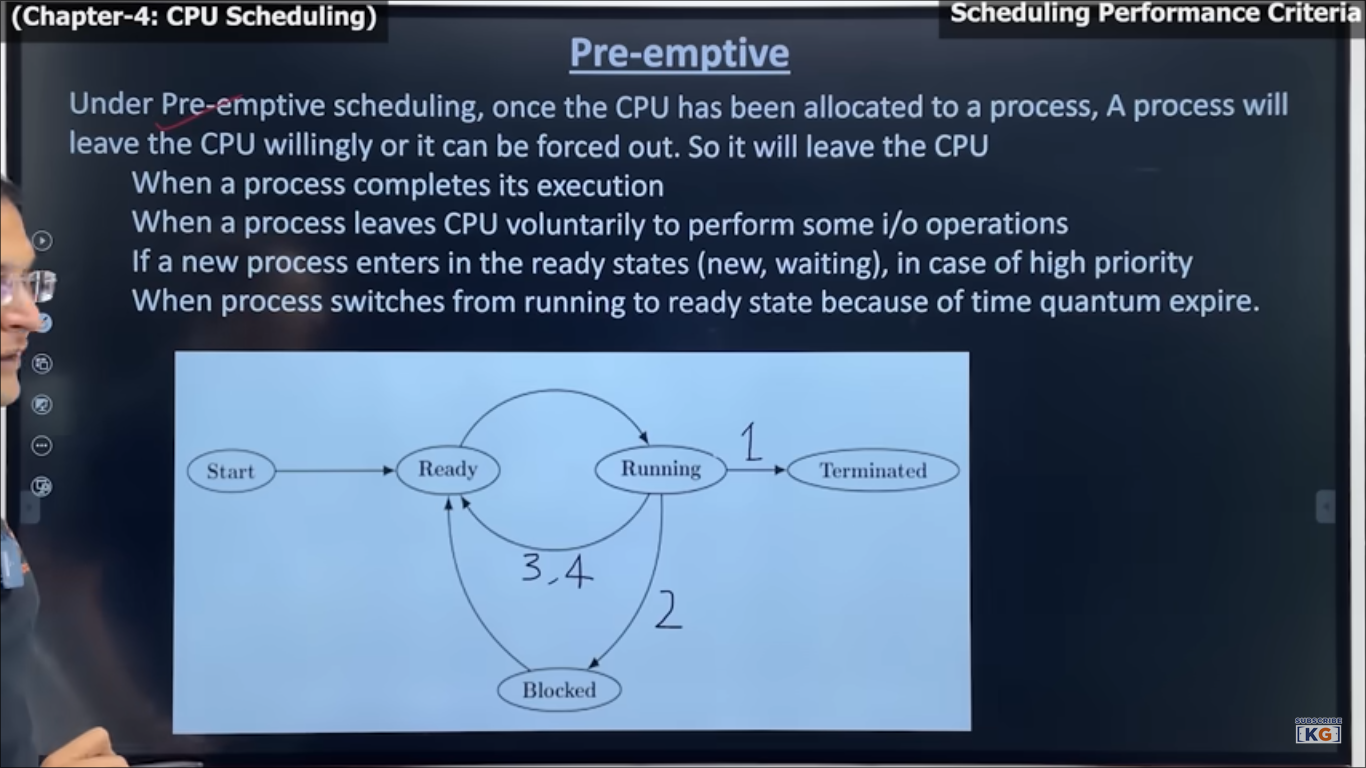 (Chapter-4: CPU Scheduling)
Scheduling Performance Criteria
Pre-emptive
Under Pre-emptive scheduling, once the CPU has been allocated to a process, A process will
leave the CPU willingly or it can be forced out. So it will leave the CPU
When a process completes its execution
When a process leaves CPU voluntarily to perform some i/o operations
If a new process enters in the ready states (new, waiting), in case of high priority
When process switches from running to ready state because of time quantum expire.
1
Start
Ready
Running
Terminated
3,4
2
Blocked
SUBSCRIBE
[KG]